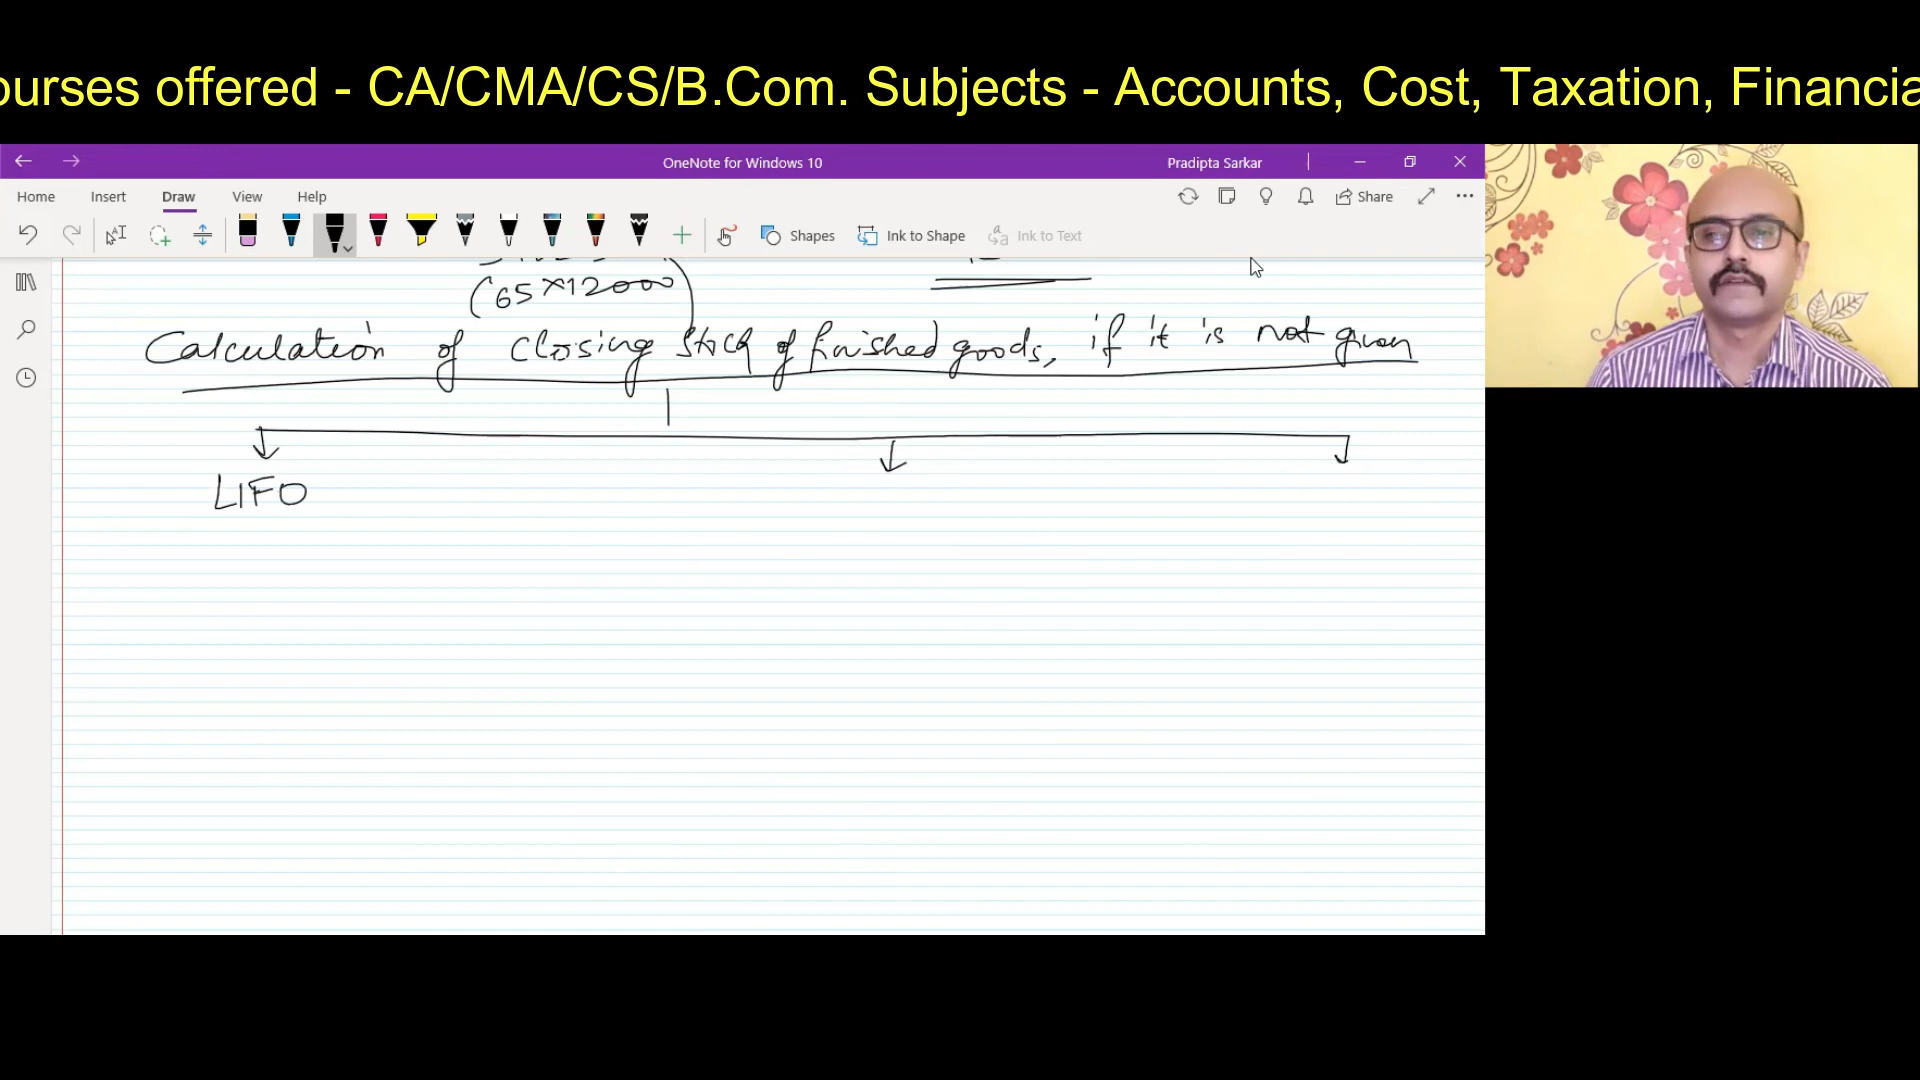 ourses offered - CA/CMA/CS/B.Com. Subjects - Accounts, Cost, Taxation, Financia
OneNote for Windows 10
Pradipta Sarkar
Home Insert Draw View Help
Share
Shapes Ink to Shape Ink to Text
(65×12000)
Calculation of closing stock of finished goods, if it is not given
LIFO